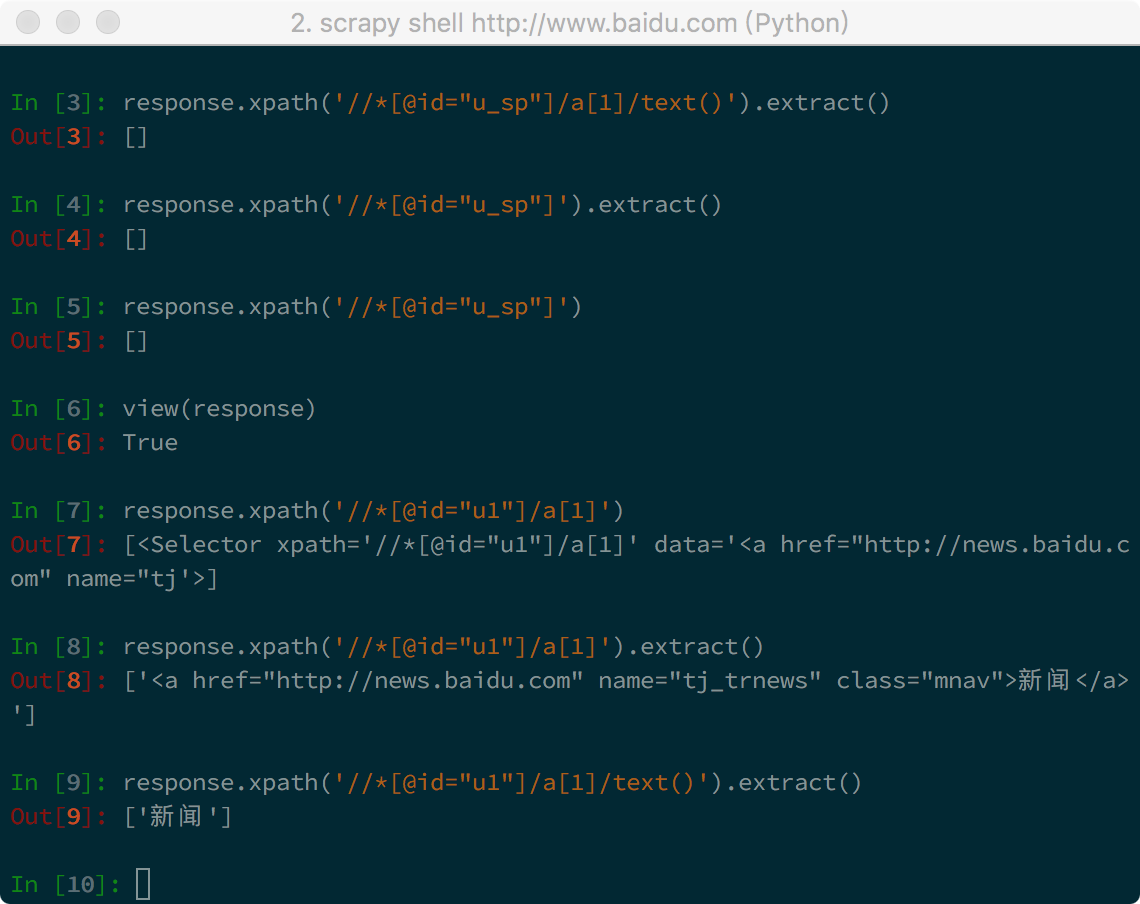 2. scrapy shell http://www.baidu.com (Python)
In [3]: response.xpath('//*[@id="u_sp"]/a[1]/text()').extract()
Out[3]: []
In [4]: response.xpath('//*[@id="u_sp"]').extract()
Out[4]: []
In [5]: response.xpath('//*[@id="u_sp"]')
Out[5]: []
In [6]: view(response)
Out[6]: True
In [7]: response.xpath('//*[@id="u1"]/a[1]')
Out[7]: [<Selector xpath='//*[@id="u1"]/a[1]' data='<a href="http://news.baidu.c
om" name="tj'>]
In [8]: response.xpath('//*[@id="u1"]/a[1]').extract()
Out[8]: ['<a href="http://news.baidu.com" name="tj_trnews" class="mnav">新闻</a>
']
In [9]: response.xpath('//*[@id="u1"]/a[1]/text()').extract()
Out[9]: ['新闻']
In [10]: